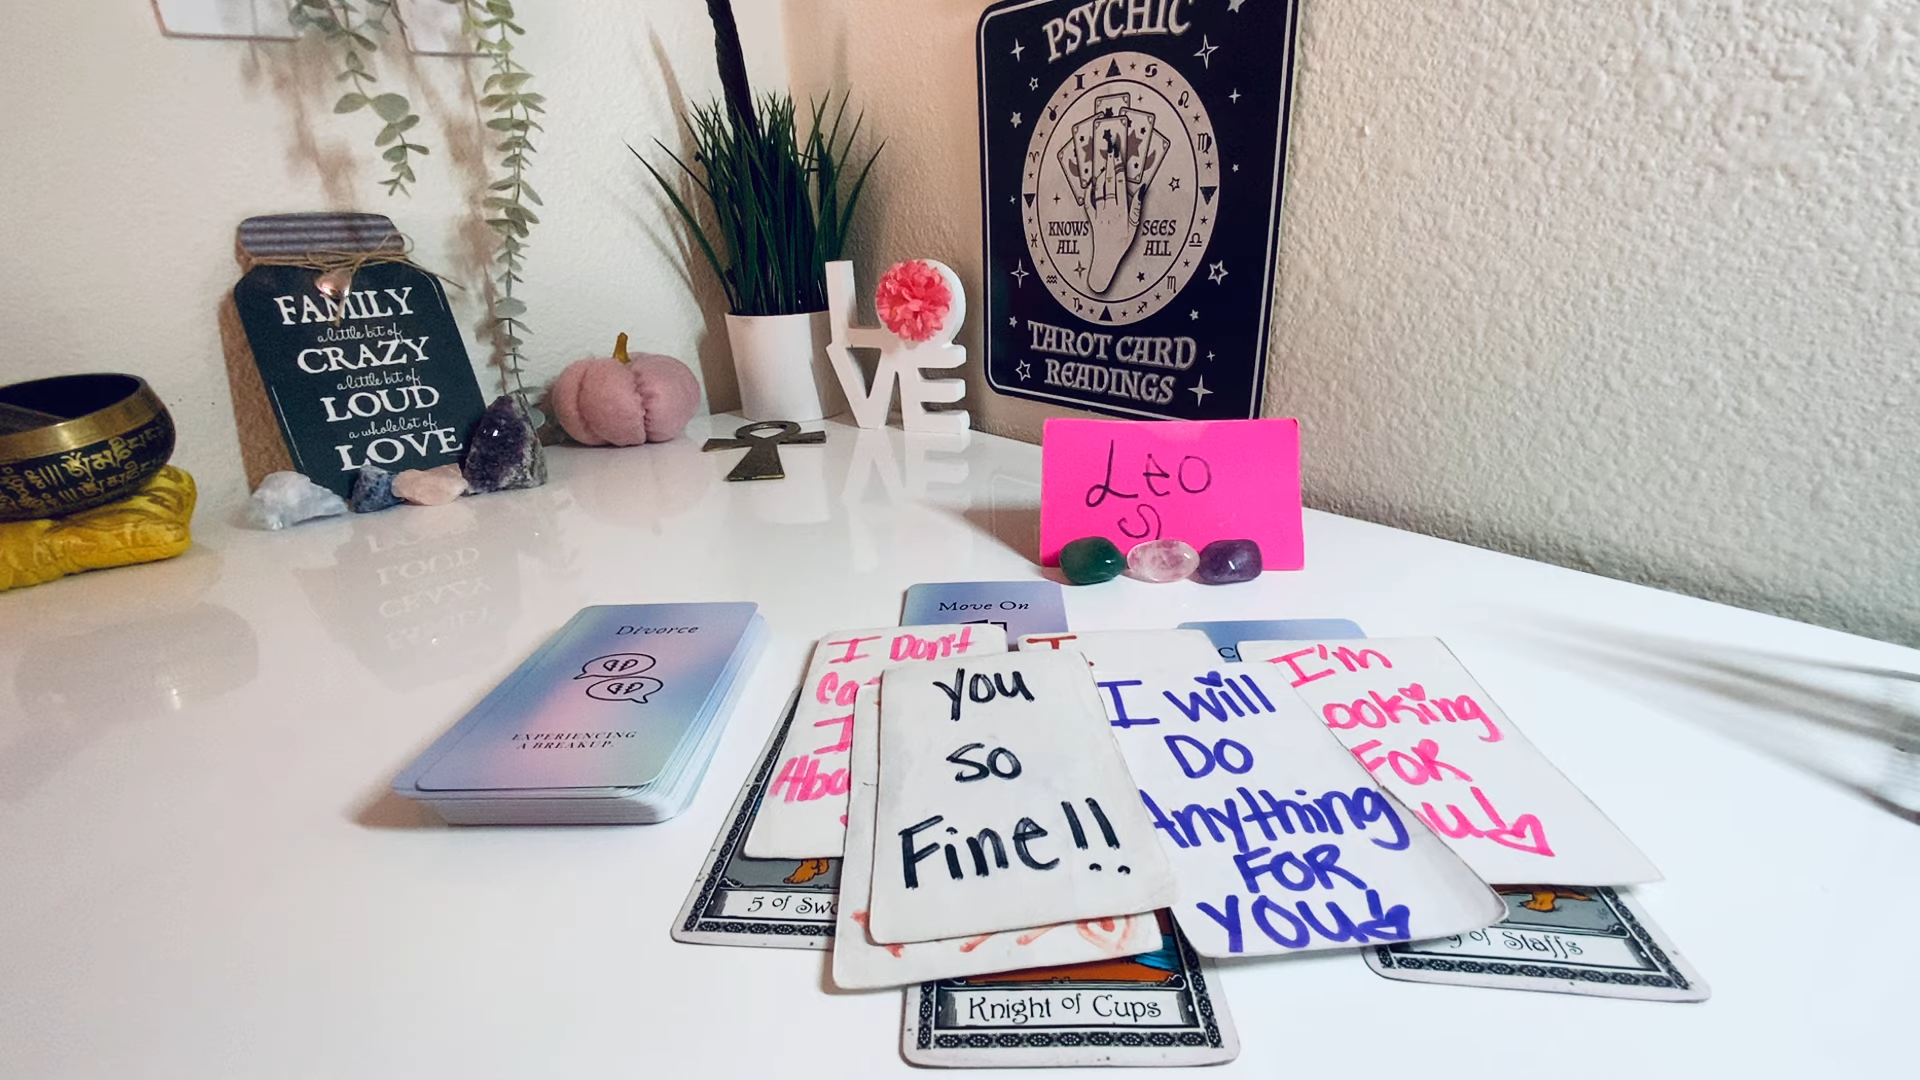 PSYCHIC
KNOWS
ALL
SEES
ALL
TAROT CARD
READINGS
FAMILY
a little bit of
CRAZY
a little bit of
LOUD
a whole lot of
LOVE
LOVE
Leo
Divorce
EXPERIENCING
A BREAKUP.
Move On
I Don't
I
You
So
Fine!!
I will
Do
Anything
FOR
YOU
I'm
ooking
FOR
5 of
Knight of Cups
9 of Staffs